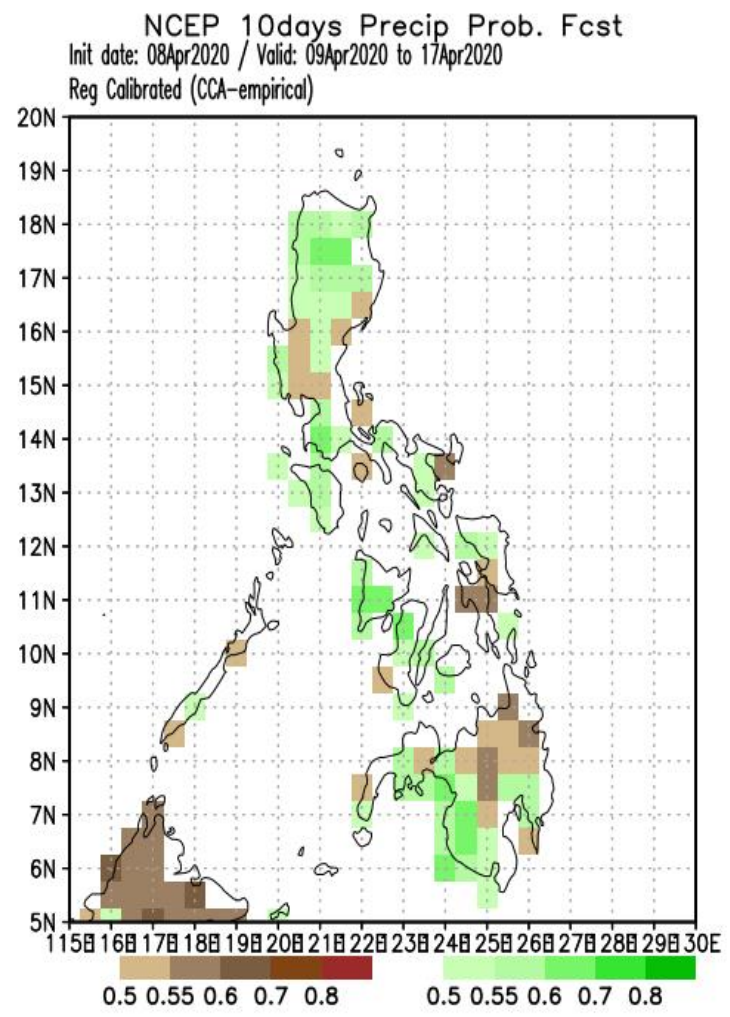 NCEP 10days Precip Prob. Fcst
Init date: 08Apr2020 / Valid: 09Apr2020 to 17Apr2020
Reg Calibrated (CCA-empirical)
20N
19N
18N
17N
16N
15N
14N
13N
12N
11N
10N
9N
8N
7N
6N
5N
115E 116E 117E 118E 119E 120E 121E 122E 123E 124E 125E 126E 127E 128E 129E 130E
0.5 0.55 0.6 0.7 0.8 0.5 0.55 0.6 0.7 0.8